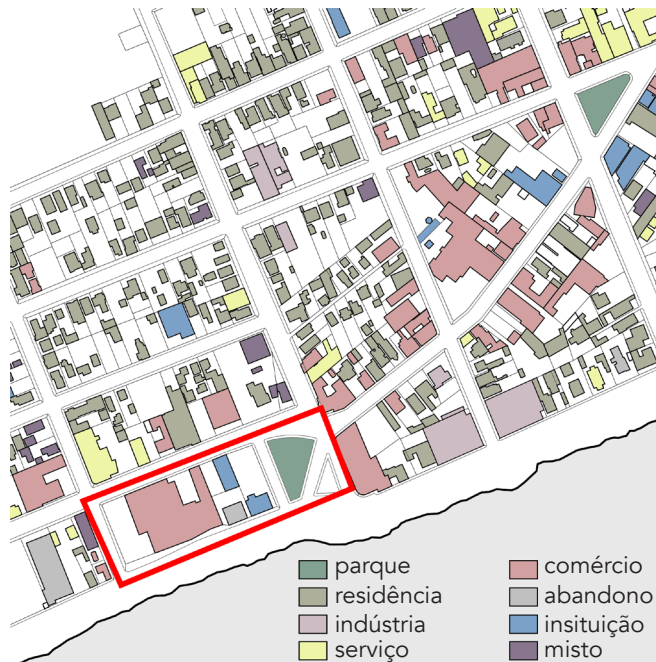 parque
residência
indústria
serviço
comércio
abandono
insituição
misto